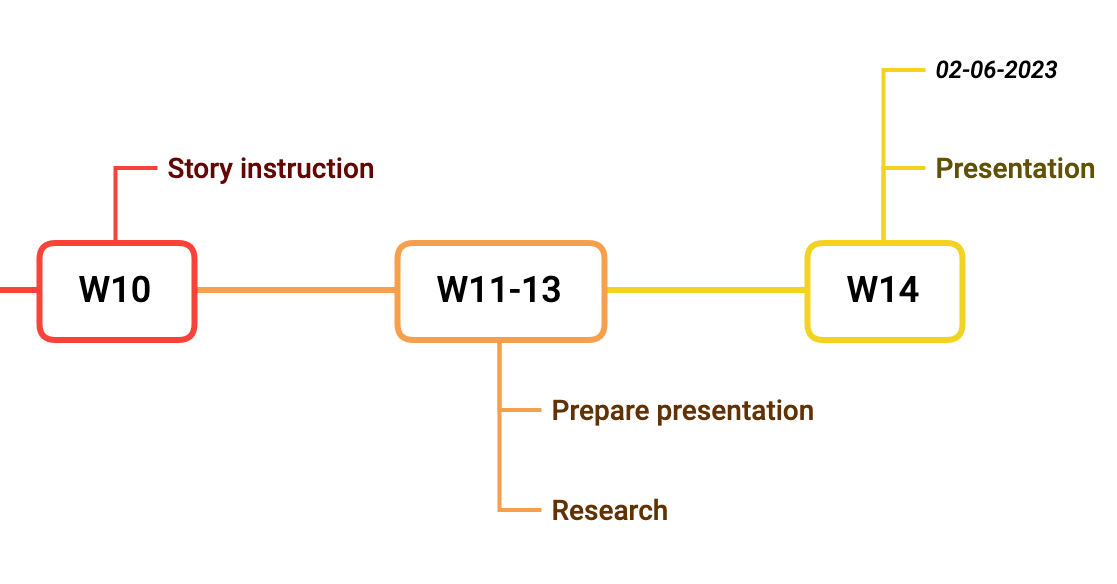 02-06-2023
Story instruction
Presentation
W10
W11-13
W14
Prepare presentation
Research